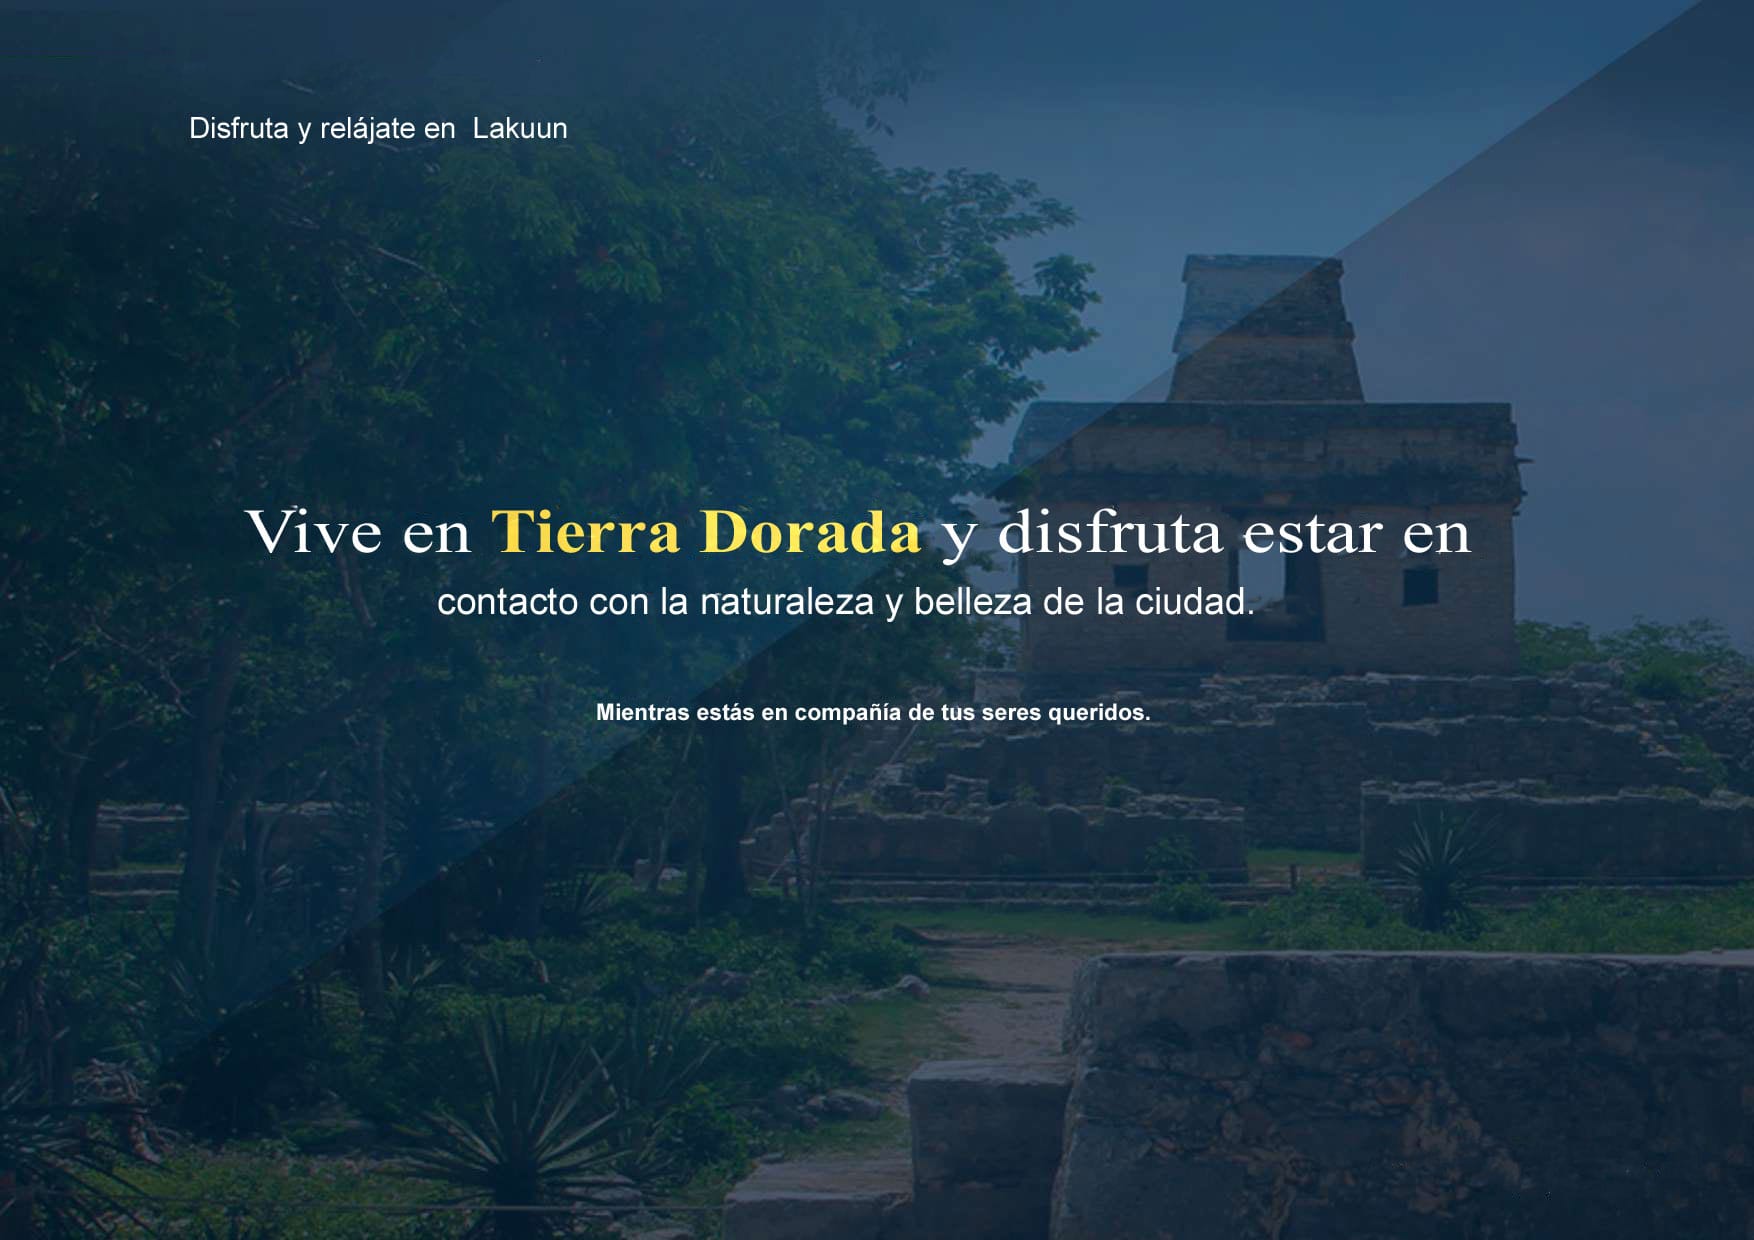 Disfruta y relájate en  Lakuun
Vive en Tierra Dorada y disfruta estar en
contacto con la naturaleza y belleza de la ciudad.
Mientras estás en compañía de tus seres queridos.